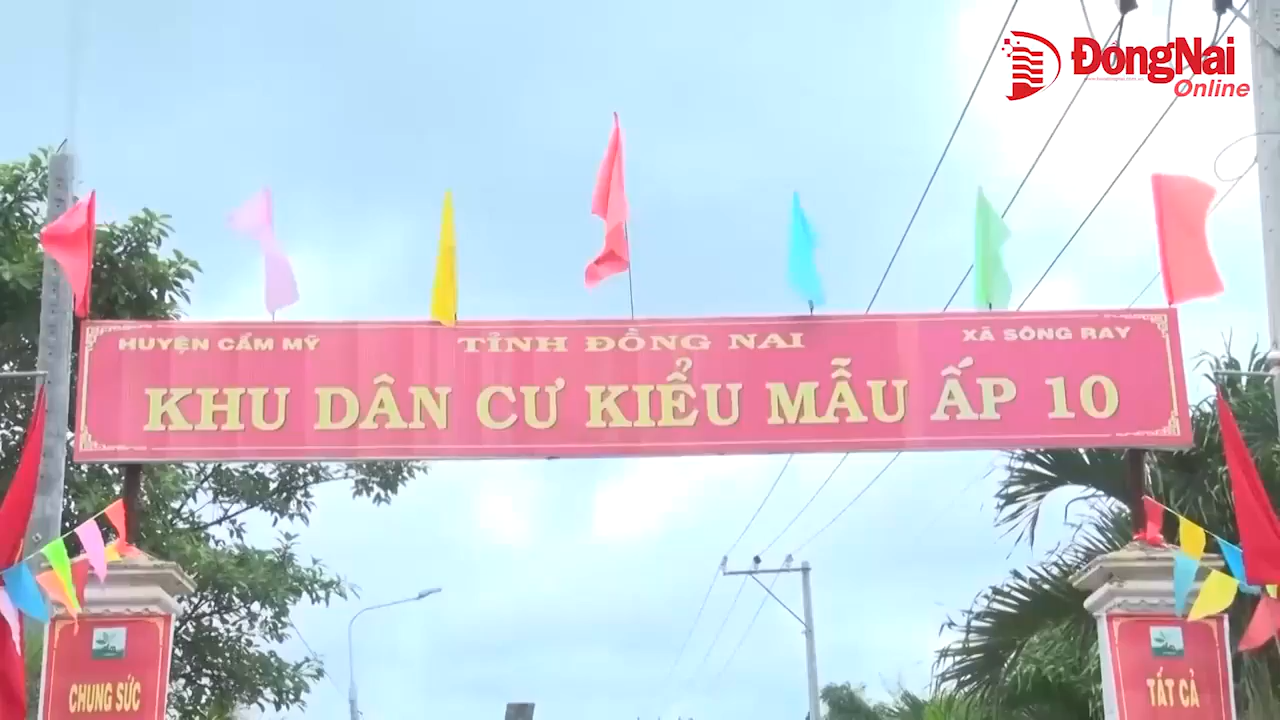 ĐồngNai
Online
HUYỆN CẨM MỸ TỈNH ĐỒNG NAI XÃ SÔNG RAY
KHU DÂN CƯ KIỂU MẪU ẤP 10
CHUNG SỨC
TẤT CẢ